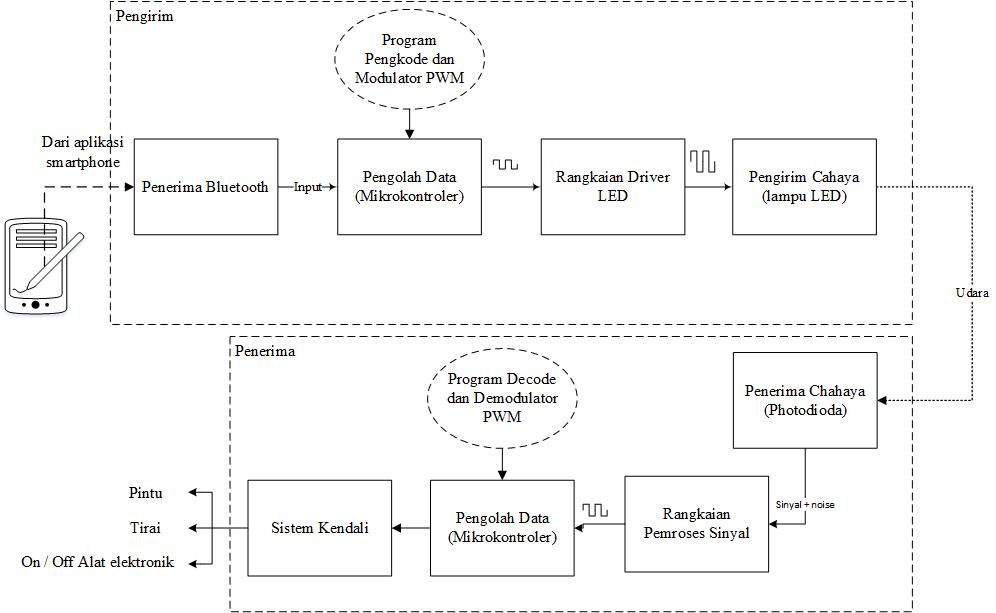 Pengirim
Program
Pengkode dan
Modulator PWM
Dari aplikasi
smartphone
Penerima Bluetooth
Input
Pengolah Data
(Mikrokontroler)
Rangkaian Driver
LED
Pengirim Cahaya
(lampu LED)
Udara
Penerima
Program Decode
dan Demodulator
PWM
Penerima Chahaya
(Photodioda)
Sinyal + noise
Rangkaian
Pemroses Sinyal
Pengolah Data
(Mikrokontroler)
Sistem Kendali
Pintu
Tirai
On / Off Alat elektronik